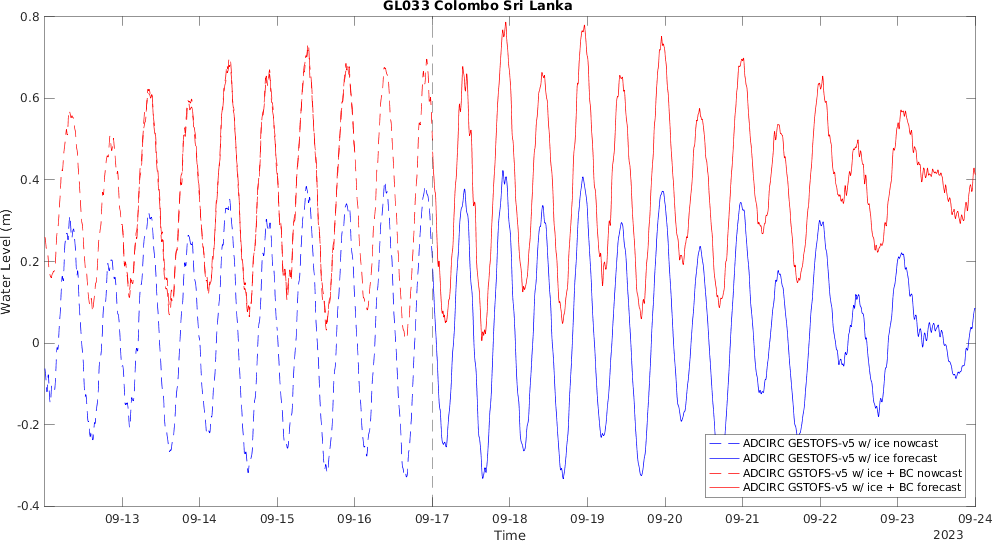 GL033 Colombo Sri Lanka
0.8
0.6
0.4
0.2
0
-0.2
-0.4
Water Level (m)
ADCIRC GESTOFS-v5 w/ ice nowcast
ADCIRC GESTOFS-v5 w/ ice forecast
ADCIRC GSTOFS-v5 w/ ice + BC nowcast
ADCIRC GSTOFS-v5 w/ ice + BC forecast
09-13 09-14 09-15 09-16 09-17 09-18 09-19 09-20 09-21 09-22 09-23 09-24
Time
2023